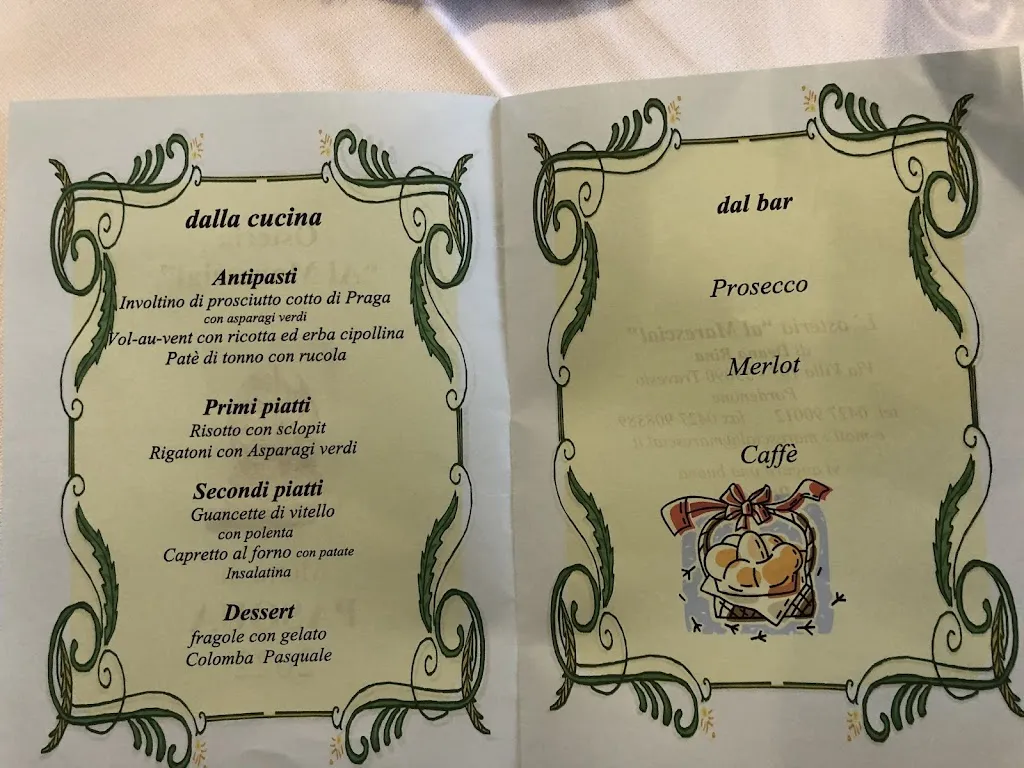 dalla cucina
Antipasti
Involtino di prosciutto cotto di Praga
con asparagi verdi
Vol-au-vent con ricotta ed erba cipollina
Patè di tonno con rucola
Primi piatti
Risotto con sclopit
Rigatoni con Asparagi verdi
Secondi piatti
Guancette di vitello
con polenta
Capretto al forno con patate
Insalatina
Dessert
fragole con gelato
Colomba Pasquale
dal bar
Prosecco
Merlot
Caffè